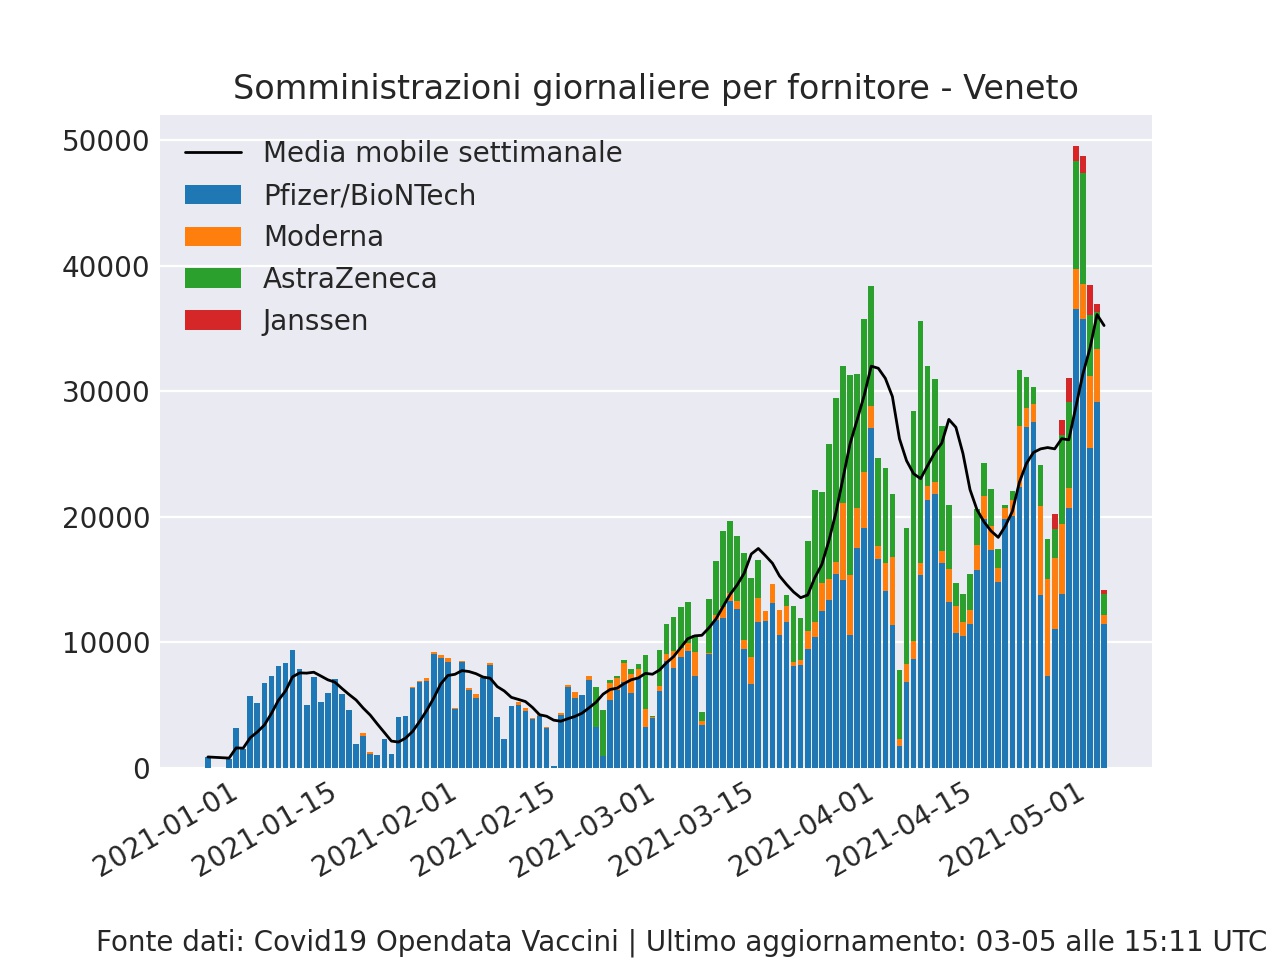 Somministrazioni giornaliere per fornitore - Veneto
50000
40000
30000
20000
10000
0
Media mobile settimanale
Pfizer/BioNTech
Moderna
AstraZeneca
Janssen
2021-01-01
2021-01-15
2021-02-01
2021-02-15
2021-03-01
2021-03-15
2021-04-01
2021-04-15
2021-05-01
Fonte dati: Covid19 Opendata Vaccini | Ultimo aggiornamento: 03-05 alle 15:11 UTC